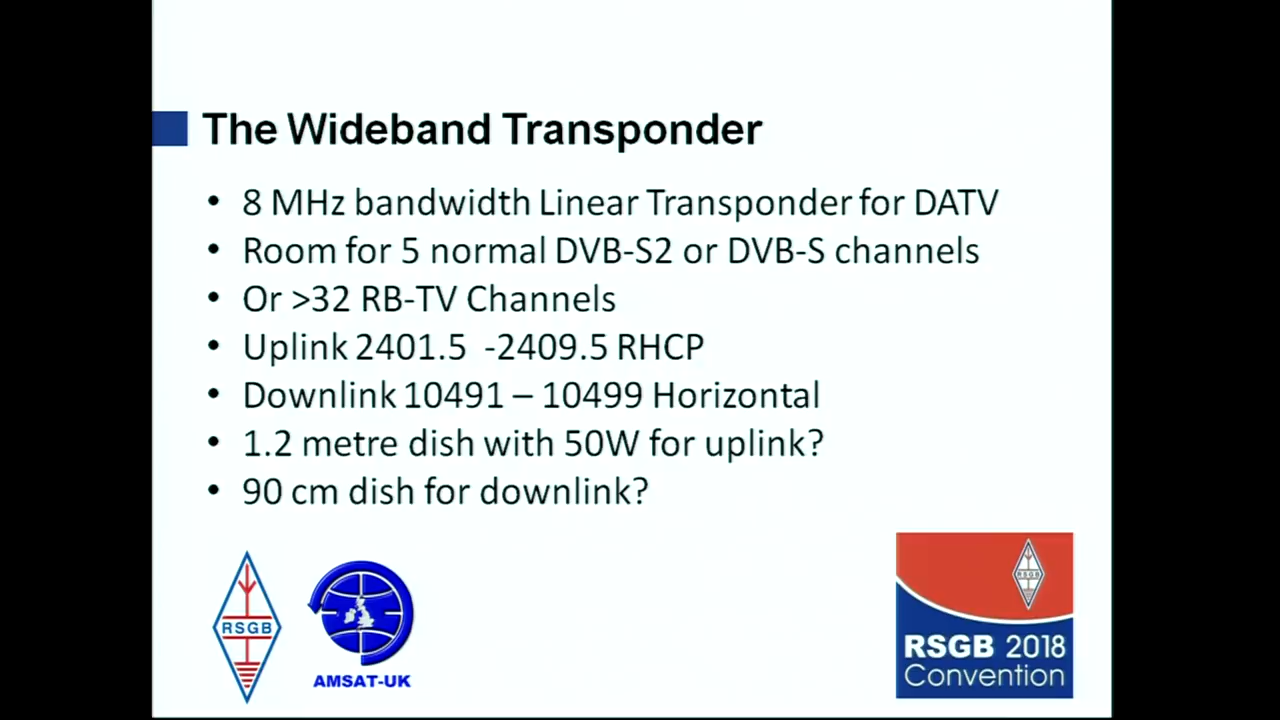 The Wideband Transponder
• 8 MHz bandwidth Linear Transponder for DATV
• Room for 5 normal DVB-S2 or DVB-S channels
• Or >32 RB-TV Channels
• Uplink 2401.5  -2409.5 RHCP
• Downlink 10491 – 10499 Horizontal
• 1.2 metre dish with 50W for uplink?
• 90 cm dish for downlink?
RSGB
AMSAT-UK
RSGB
RSGB 2018
Convention